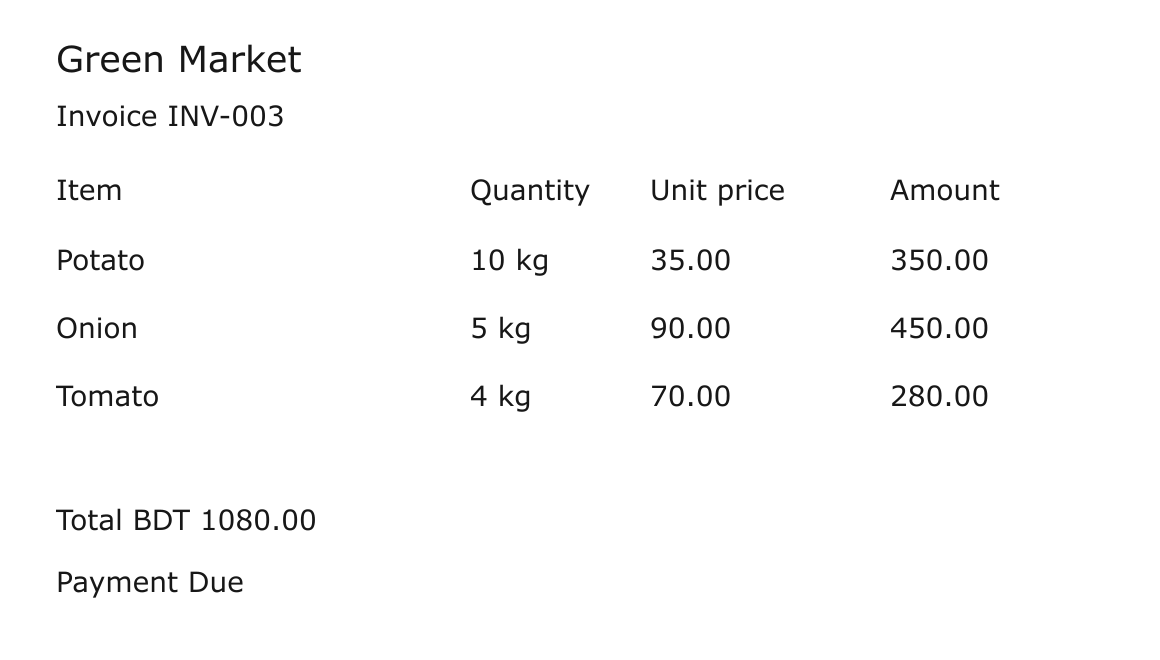 Green Market
Invoice INV-003
Item Quantity Unit price Amount
Potato 10 kg 35.00 350.00
Onion 5 kg 90.00 450.00
Tomato 4 kg 70.00 280.00
Total BDT 1080.00
Payment Due